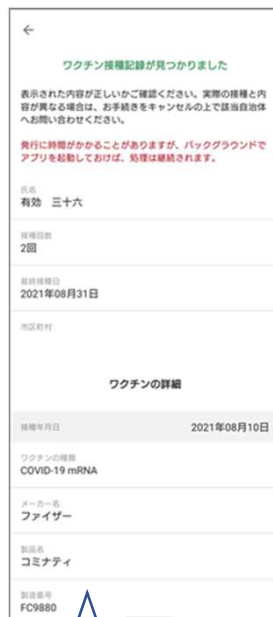 ワクチン接種記録が見つかりました
表示された内容が正しいかご確認ください。実際の接種と内
容が異なる場合は、お手続きをキャンセルの上で該当自治体
へお問い合わせください。
発行に時間がかかることがありますが、バックグラウンドで
アプリを起動しておけば、処理は継続されます。
氏名
有効 三十六
接種回数
2回
最終接種日
2021年08月31日
市区町村
ワクチンの詳細
接種年月日 2021年08月10日
ワクチンの種類
COVID-19 mRNA
メーカー名
ファイザー
製品名
コミナティ
製造番号
FC9880